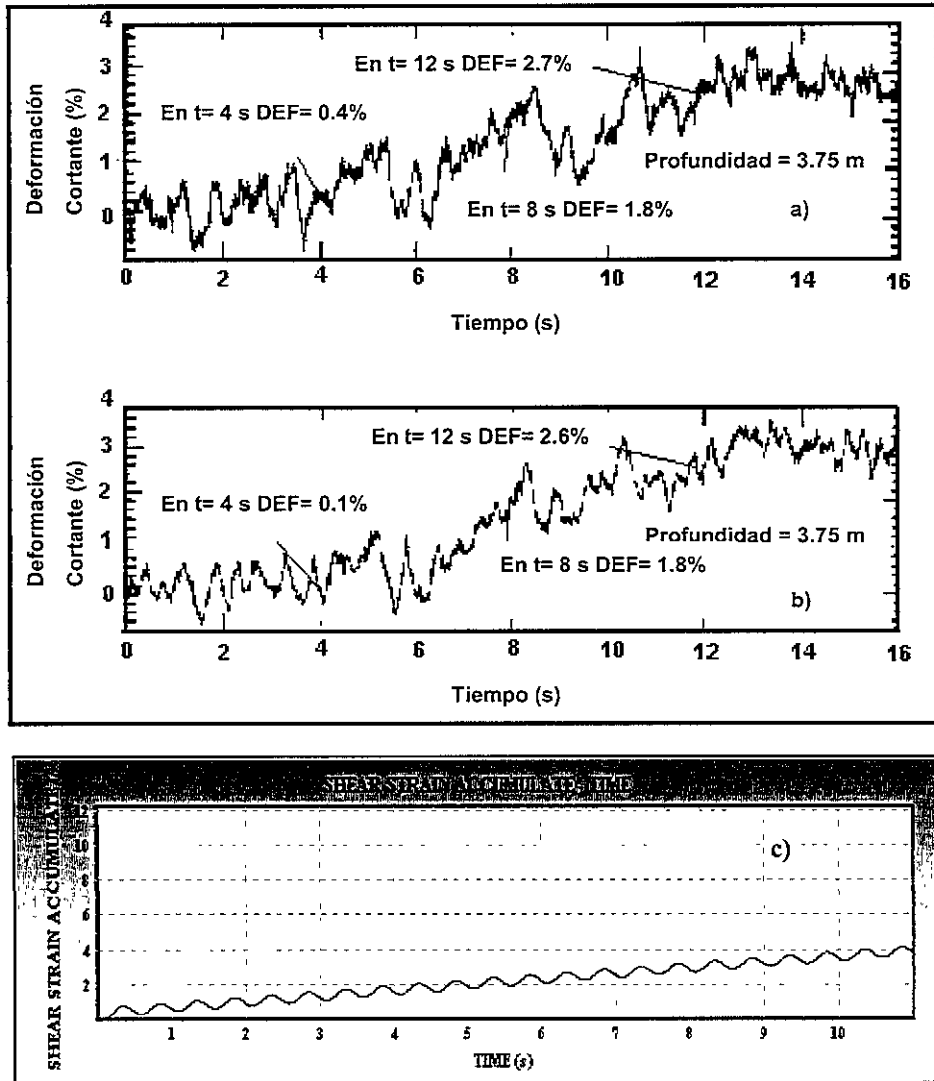 4
3
2
1
0
Deformación
Cortante (%)
En t= 12 s DEF= 2.7%
En t= 4 s DEF= 0.4%
Profundidad = 3.75 m
En t= 8 s DEF= 1.8%
a)
0 2 4 6 8 10 12 14 16
Tiempo (s)
4
3
2
1
0
Deformación
Cortante (%)
En t= 12 s DEF= 2.6%
En t= 4 s DEF= 0.1%
Profundidad = 3.75 m
En t= 8 s DEF= 1.8%
b)
0 2 4 6 8 10 12 14 16
Tiempo (s)
SHEAR STRAIN ACCUMULATE, TIME
SHEAR STRAIN ACCUMULATE
12
10
8
6
4
2
c)
1 2 3 4 5 6 7 8 9 10
TIME (s)